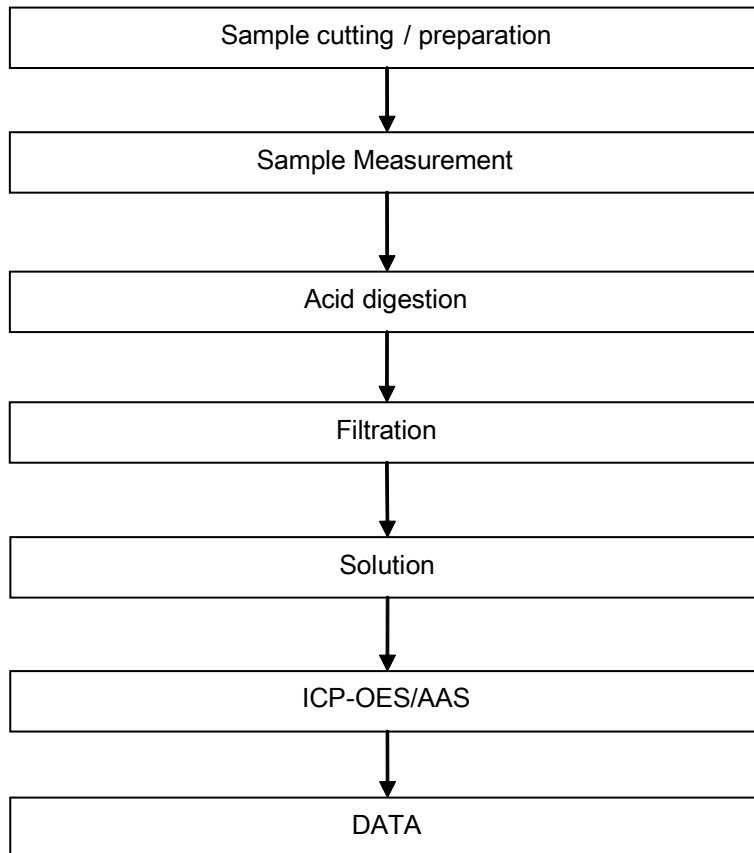 Sample cutting / preparation
Sample Measurement
Acid digestion
Filtration
Solution
ICP-OES/AAS
DATA